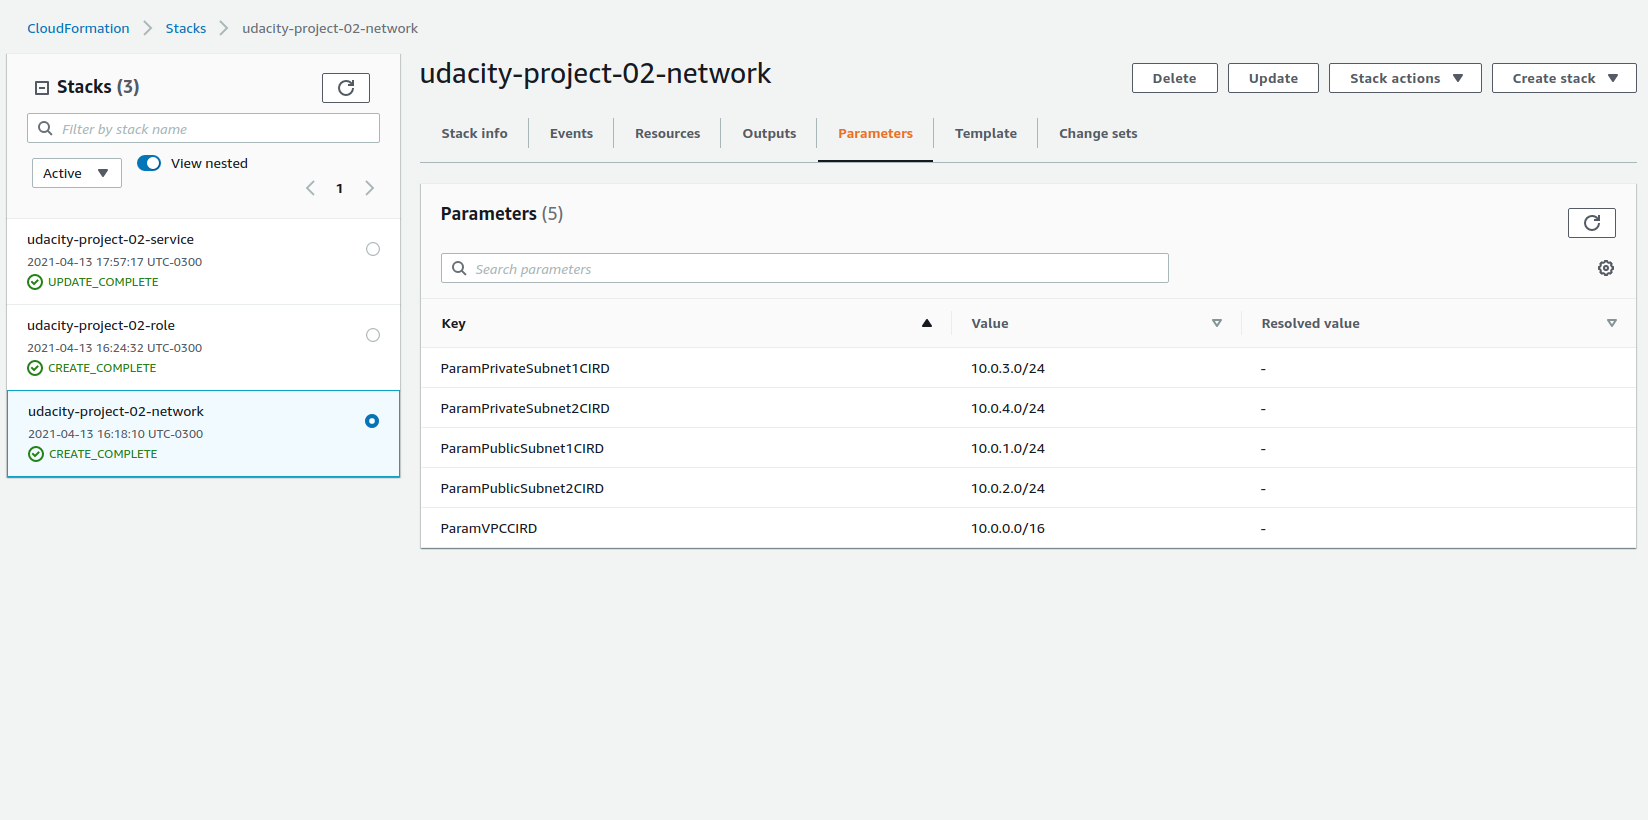 CloudFormation > Stacks > udacity-project-02-network
Stacks (3)
Filter by stack name
Active
View nested
1
udacity-project-02-service
2021-04-13 17:57:17 UTC-0300
UPDATE_COMPLETE
udacity-project-02-role
2021-04-13 16:24:32 UTC-0300
CREATE_COMPLETE
udacity-project-02-network
2021-04-13 16:18:10 UTC-0300
CREATE_COMPLETE
udacity-project-02-network
Delete Update Stack actions Create stack
Stack info Events Resources Outputs Parameters Template Change sets
Parameters (5)
Search parameters
Key Value Resolved value
ParamPrivateSubnet1CIRD 10.0.3.0/24 -
ParamPrivateSubnet2CIRD 10.0.4.0/24 -
ParamPublicSubnet1CIRD 10.0.1.0/24 -
ParamPublicSubnet2CIRD 10.0.2.0/24 -
ParamVPCCIRD 10.0.0.0/16 -